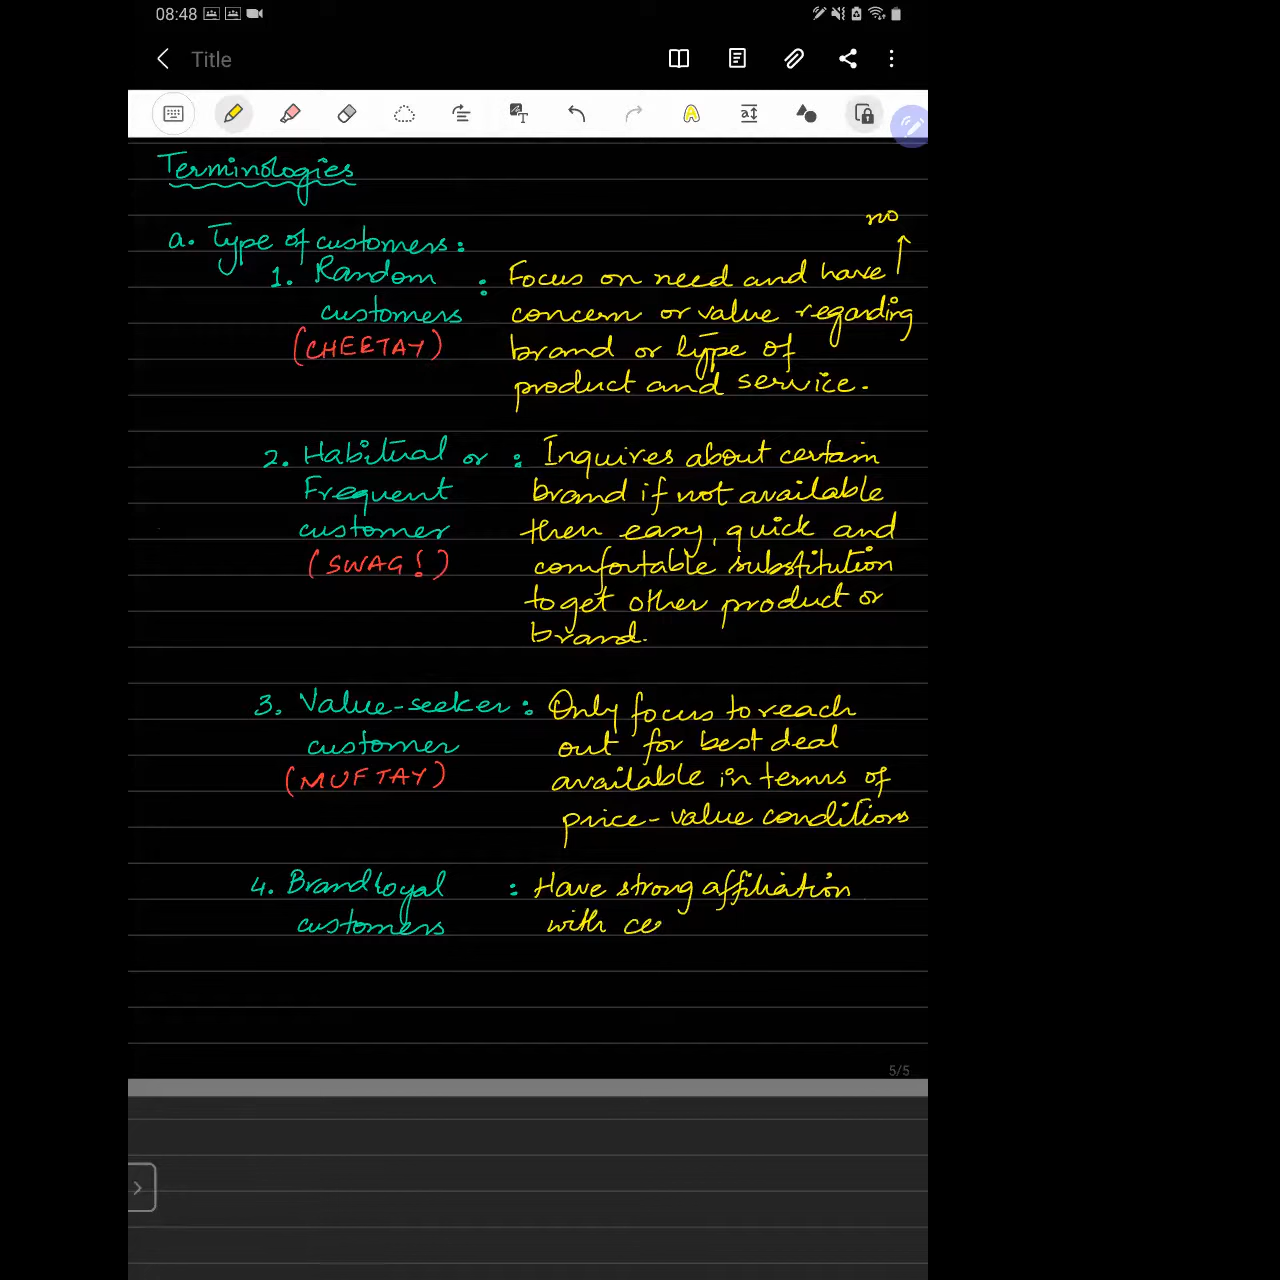 08:48
Title
Terminologies
no
a. Type of customers:
1. Random customers (CHEETAY) : Focus on need and have
concern or value regarding
brand or type of
product and service.
2. Habitual or Frequent customer (SWAG!) : Inquires about certain
brand if not available
then easy, quick and
comfortable substitution
to get other product or
brand.
3. Value-seeker customer (MUFTAY) : Only focus to reach
out for best deal
available in terms of
price-value conditions
4. Brand Loyal customers : Have strong affiliation
with ce
5/5